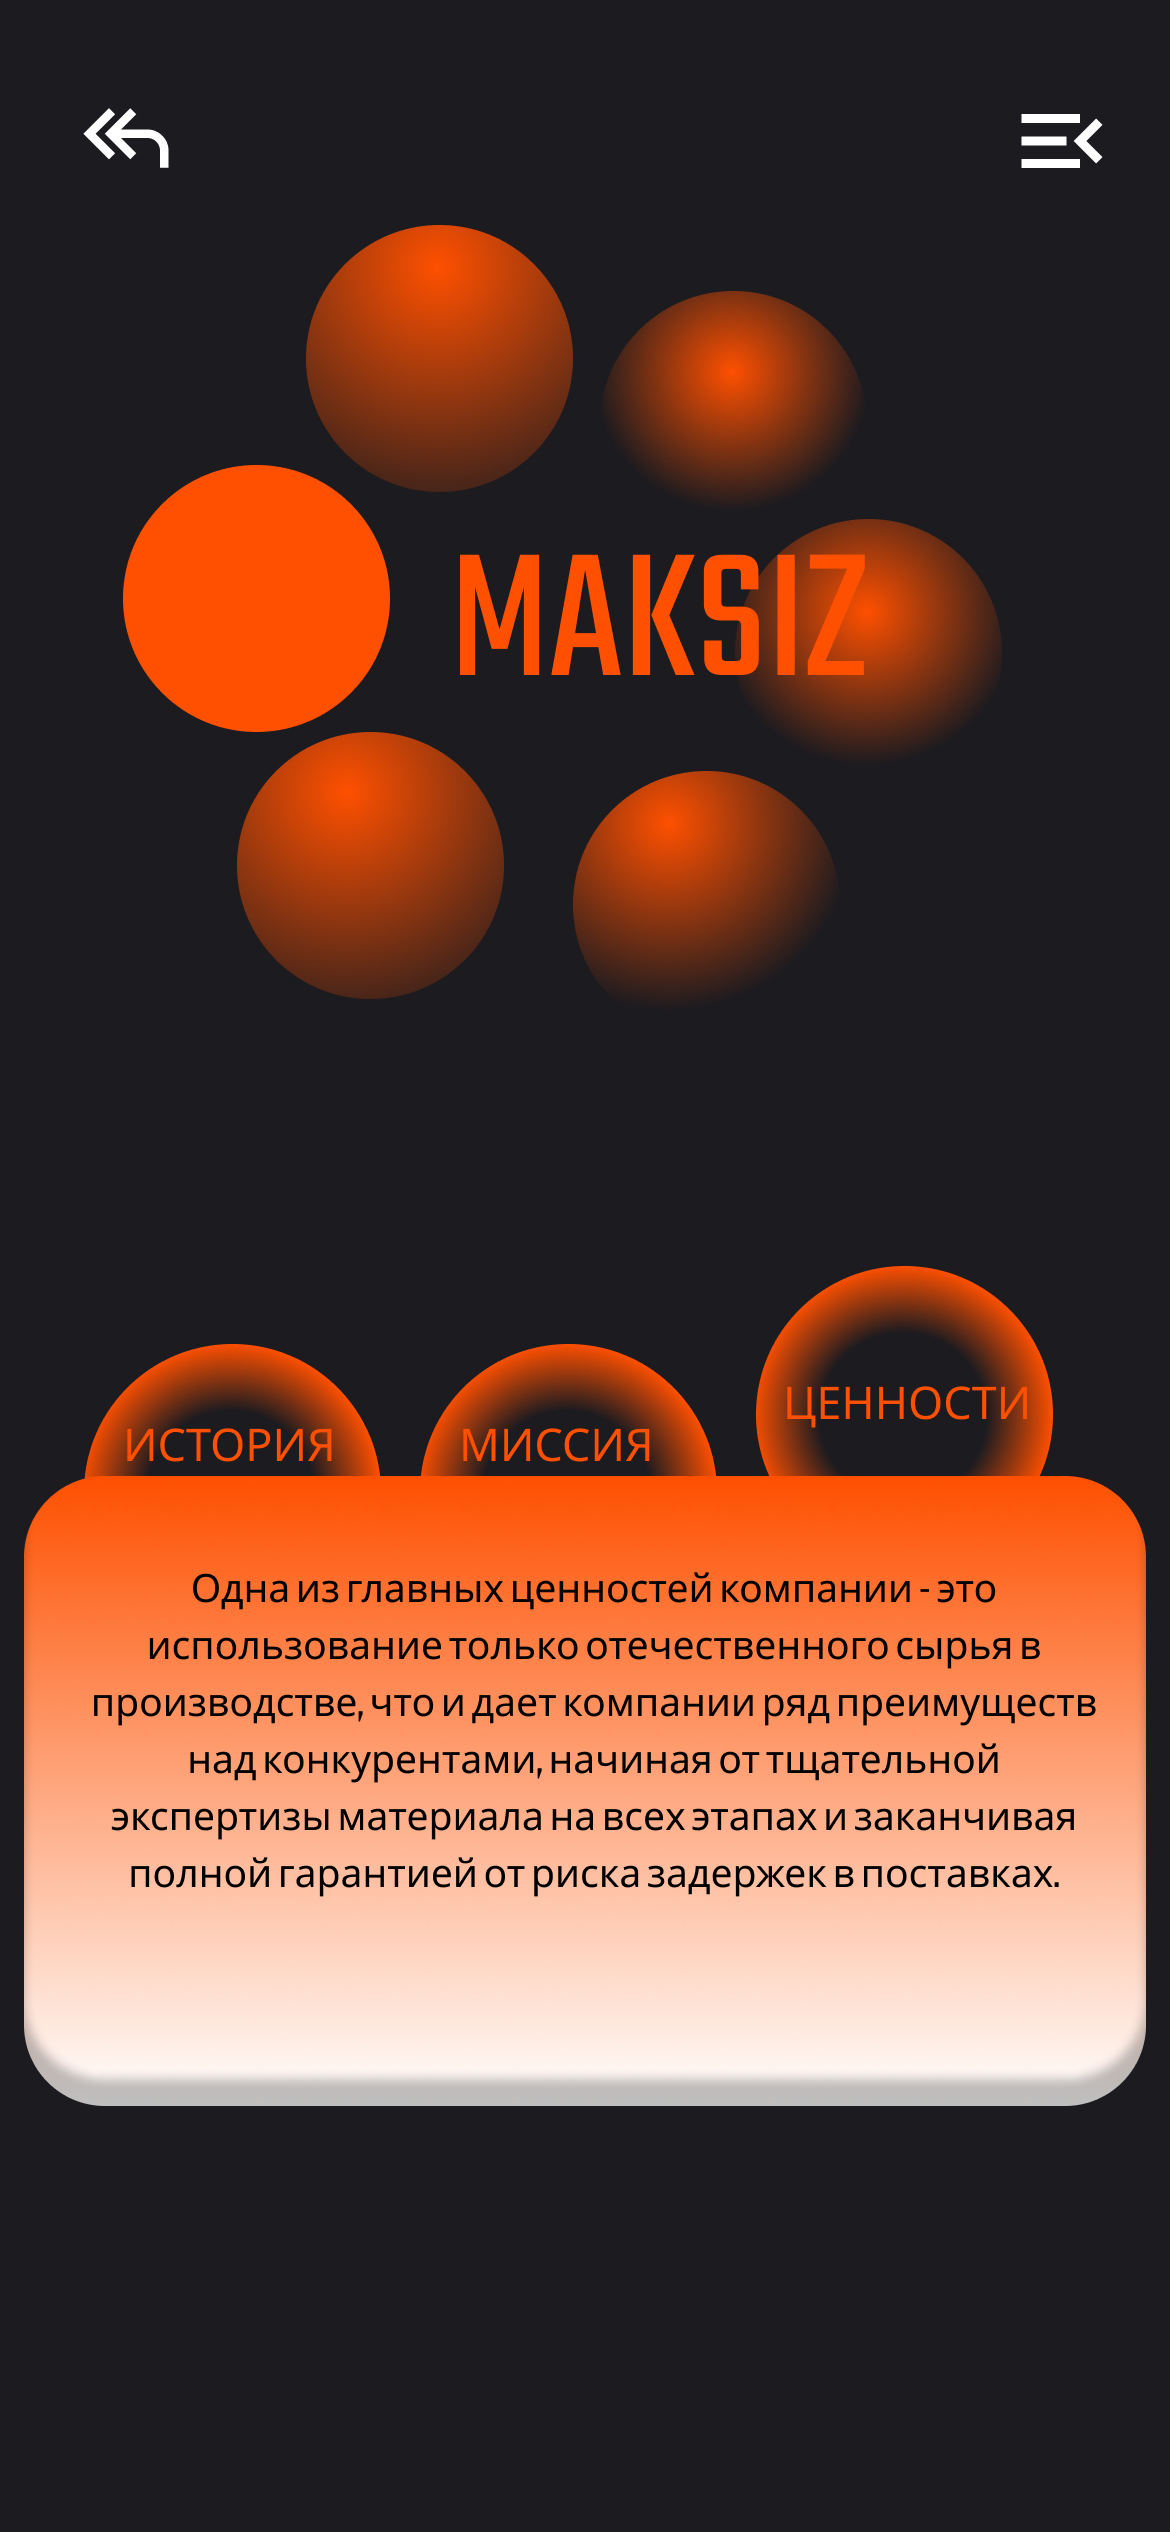 MAKSIZ
ЦЕННОСТИ
ИСТОРИЯ
МИССИЯ
Одна из главных ценностей компании - это
использование только отечественного сырья в
производстве, что и дает компании ряд преимуществ
над конкурентами, начиная от тщательной
экспертизы материала на всех этапах и заканчивая
полной гарантией от риска задержек в поставках.